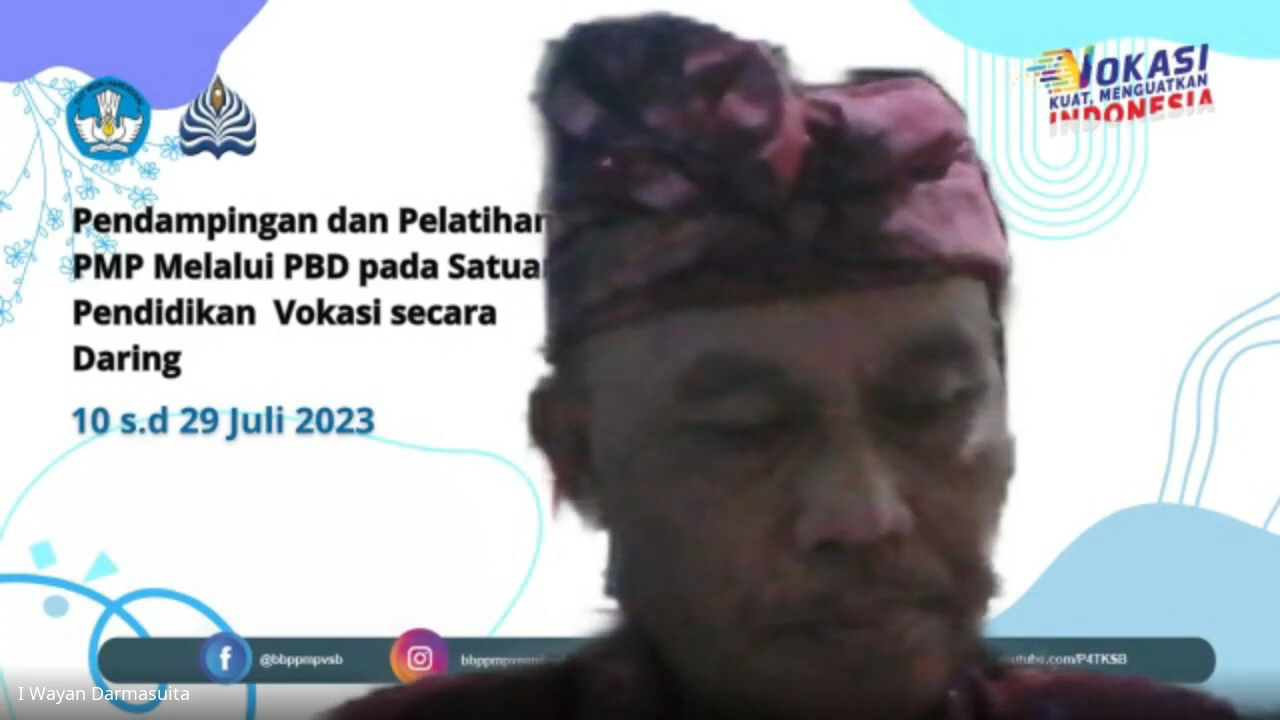 VOKASI
KUAT, MENGUATKAN
INDONESIA
Pendampingan dan Pelatihan
PMP Melalui PBD pada
Pendidikan Vokasi secara
Daring
10 s.d 29 Juli 2023
@bbppmpvsb
I Wayan Darmasuita